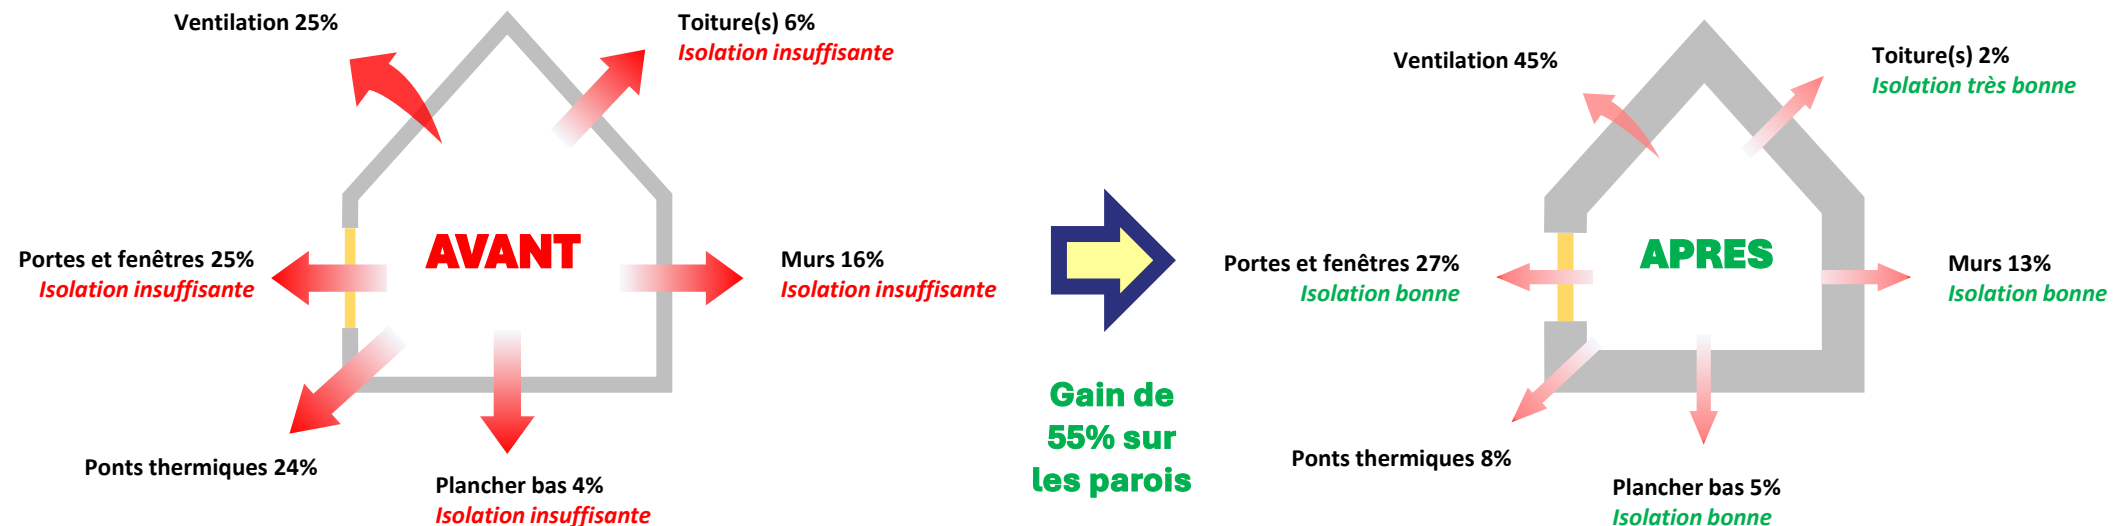 Ventilation 25%
Toiture(s) 6%
Isolation insuffisante
Portes et fenêtres 25%
Isolation insuffisante
AVANT
Murs 16%
Isolation insuffisante
Ponts thermiques 24%
Plancher bas 4%
Isolation insuffisante
Gain de
55% sur
les parois
Ventilation 45%
Toiture(s) 2%
Isolation très bonne
Portes et fenêtres 27%
Isolation bonne
APRES
Murs 13%
Isolation bonne
Ponts thermiques 8%
Plancher bas 5%
Isolation bonne